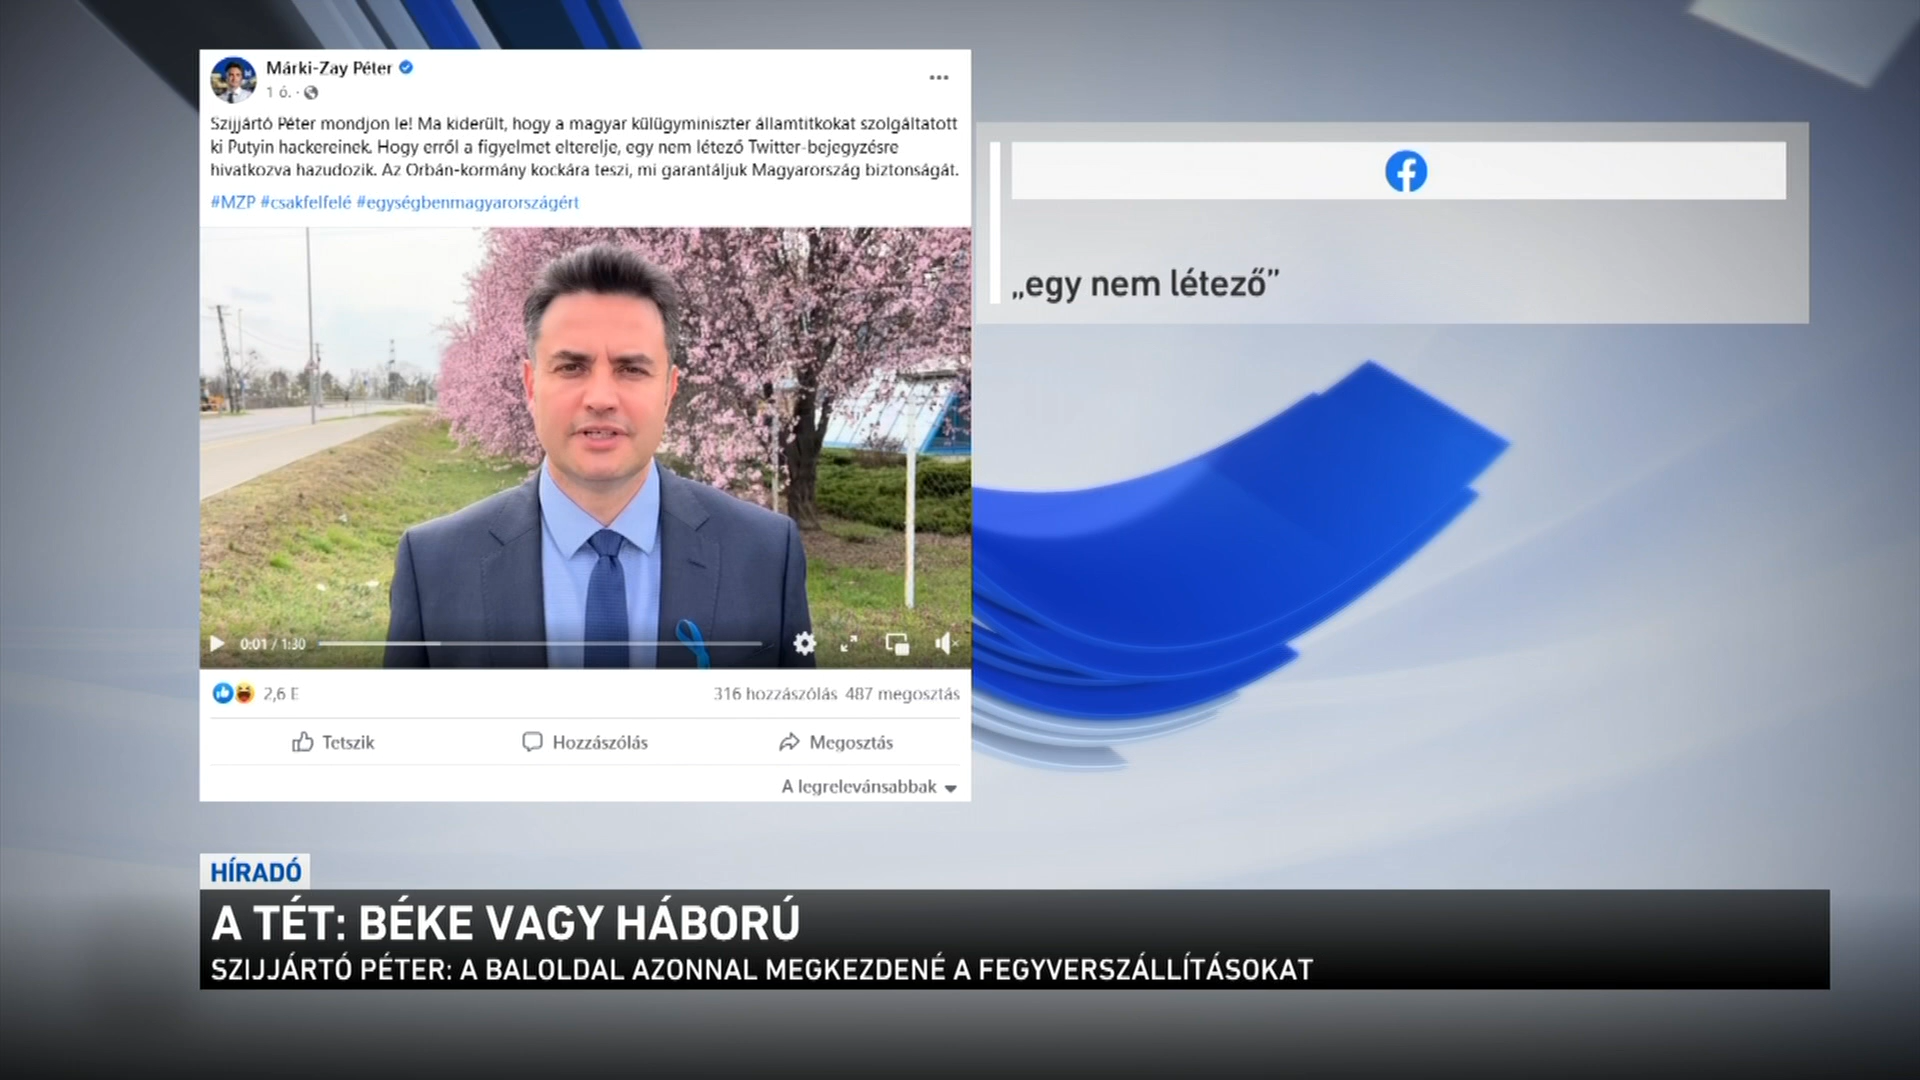 Márki-Zay Péter
1 ó. ·
Szijjártó Péter mondjon le! Ma kiderült, hogy a magyar külügyminiszter államtitkokat szolgáltatott
ki Putyin hackereinek. Hogy erről a figyelmet elterelje, egy nem létező Twitter-bejegyzésre
hivatkozva hazudozik. Az Orbán-kormány kockára teszi, mi garantáljuk Magyarország biztonságát.
#MZP #csakfelfelé #egységbenmagyarországért
0:01 / 1:30
2,6 E
316 hozzászólás 487 megosztás
Tetszik Hozzászólás Megosztás
A legrelevánsabbak
„egy nem létező”
HÍRADÓ
A TÉT: BÉKE VAGY HÁBORÚ
SZIJJÁRTÓ PÉTER: A BALOLDAL AZONNAL MEGKEZDENÉ A FEGYVERSZÁLLÍTÁSOKAT